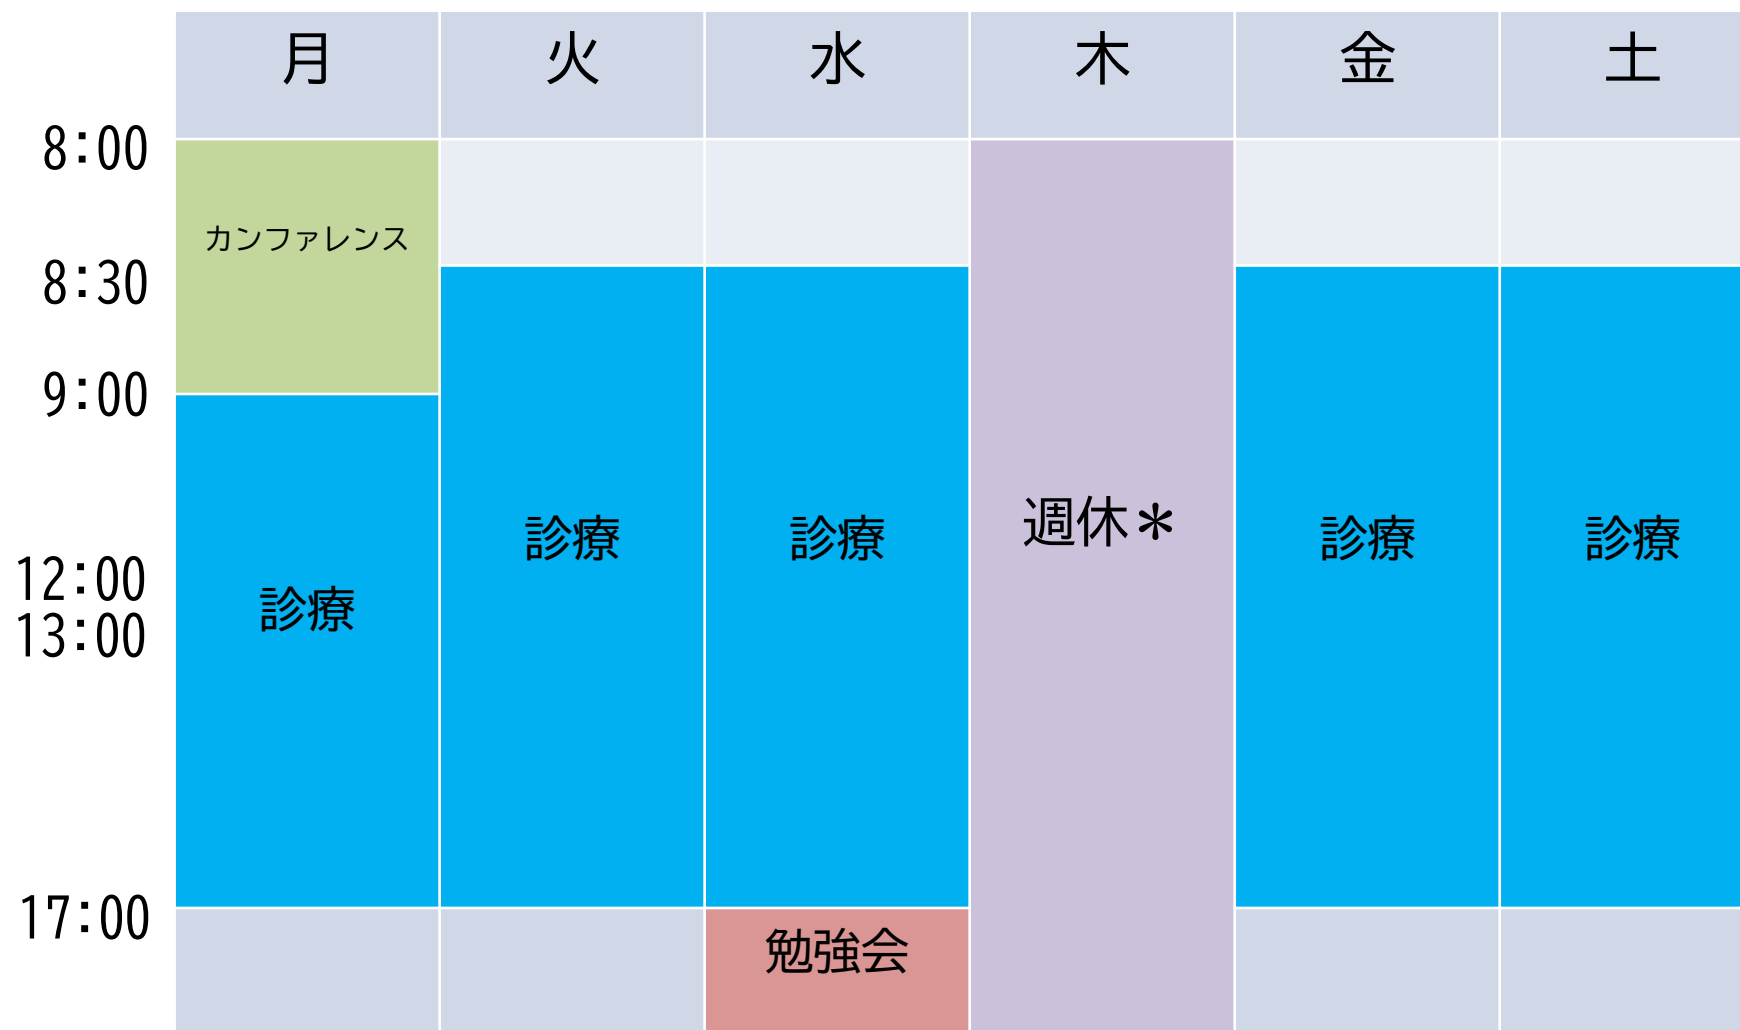 月 火 水 木 金 土
8:00
カンファレンス
8:30
9:00
診療 診療 週休＊ 診療 診療
12:00
診療
13:00
17:00
勉強会